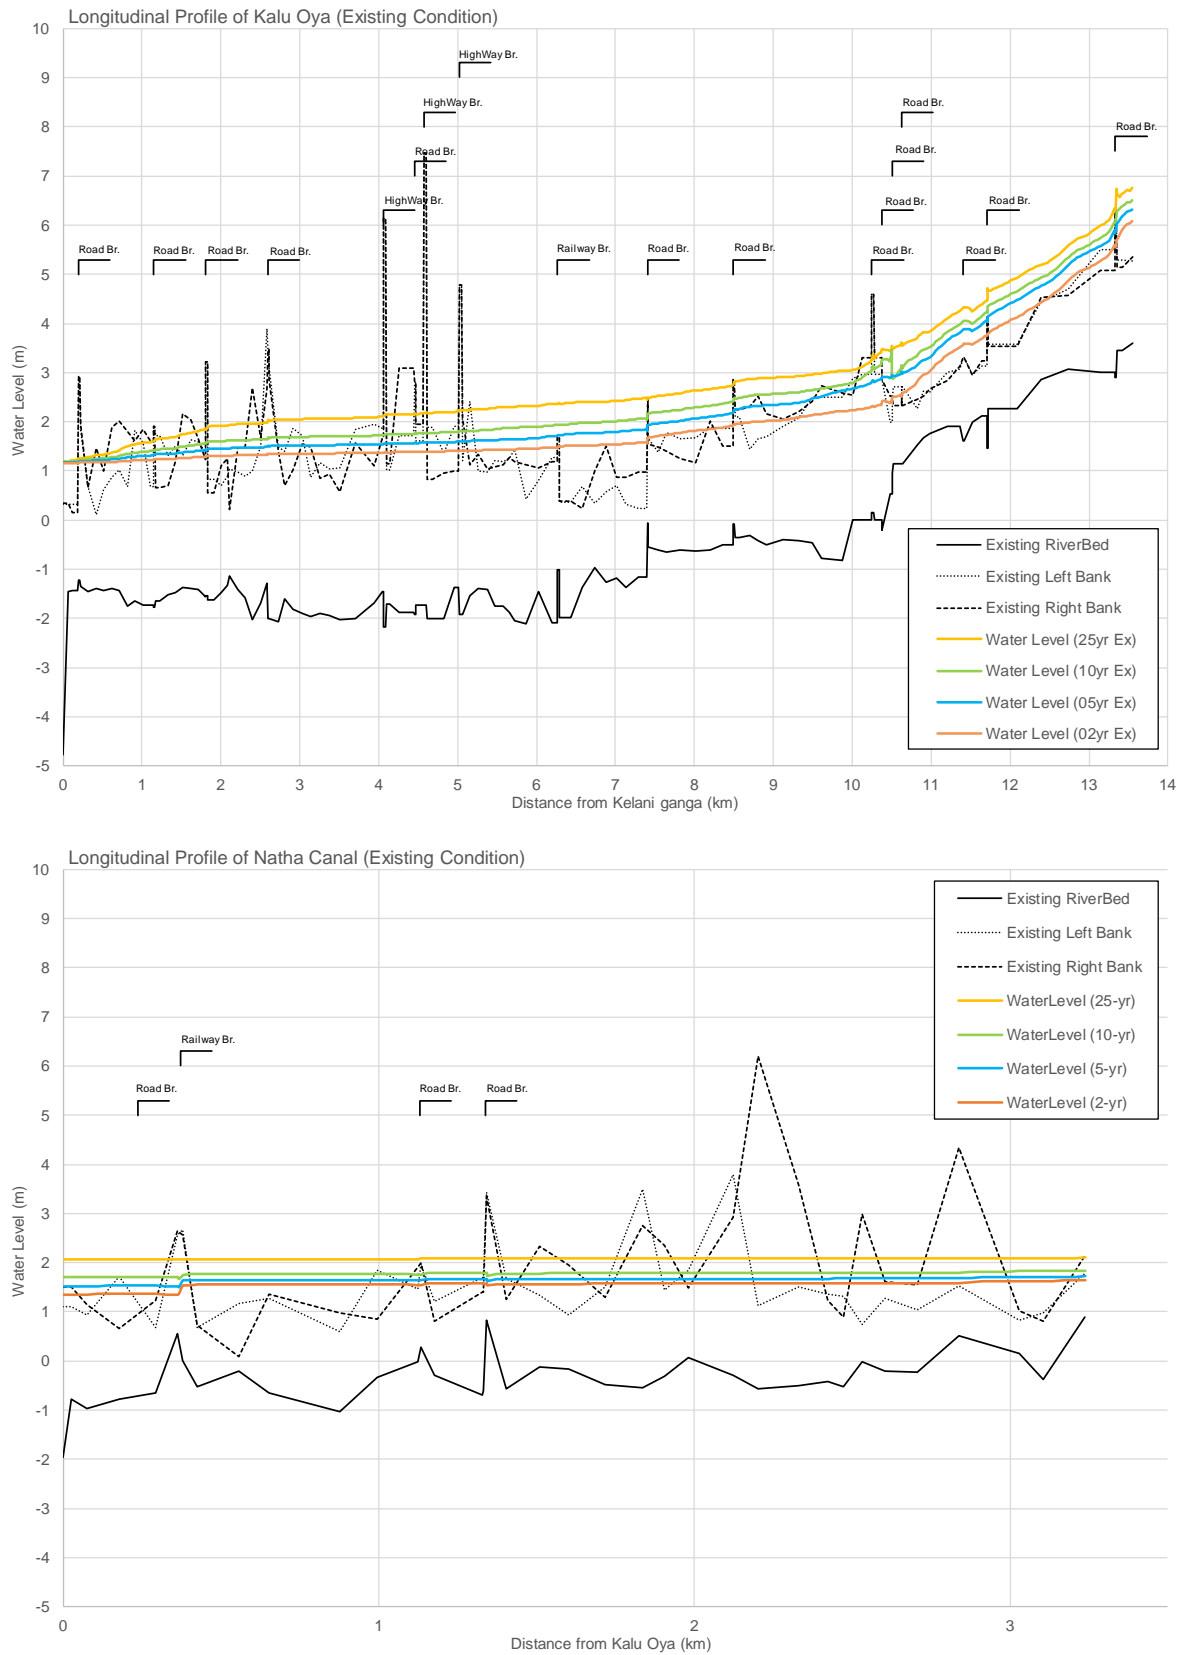 Longitudinal Profile of Kalu Oya (Existing Condition)
10
9
8
7
6
5
4
3
2
1
0
-1
-2
-3
-4
-5
Water Level (m)
HighWay Br.
HighWay Br.
Road Br.
Road Br.
Road Br.
Road Br.
HighWay Br.
Road Br.
Road Br.
Road Br.
Road Br.
Road Br.
Road Br.
Railway Br.
Road Br.
Road Br.
Road Br.
Road Br.
Existing RiverBed
Existing Left Bank
Existing Right Bank
Water Level (25yr Ex)
Water Level (10yr Ex)
Water Level (05yr Ex)
Water Level (02yr Ex)
0 1 2 3 4 5 6 7 8 9 10 11 12 13 14
Distance from Kelani ganga (km)
Longitudinal Profile of Natha Canal (Existing Condition)
10
9
8
7
6
5
4
3
2
1
0
-1
-2
-3
-4
-5
Water Level (m)
Existing RiverBed
Existing Left Bank
Existing Right Bank
WaterLevel (25-yr)
WaterLevel (10-yr)
WaterLevel (5-yr)
WaterLevel (2-yr)
Railway Br.
Road Br.
Road Br.
Road Br.
0 1 2 3
Distance from Kalu Oya (km)